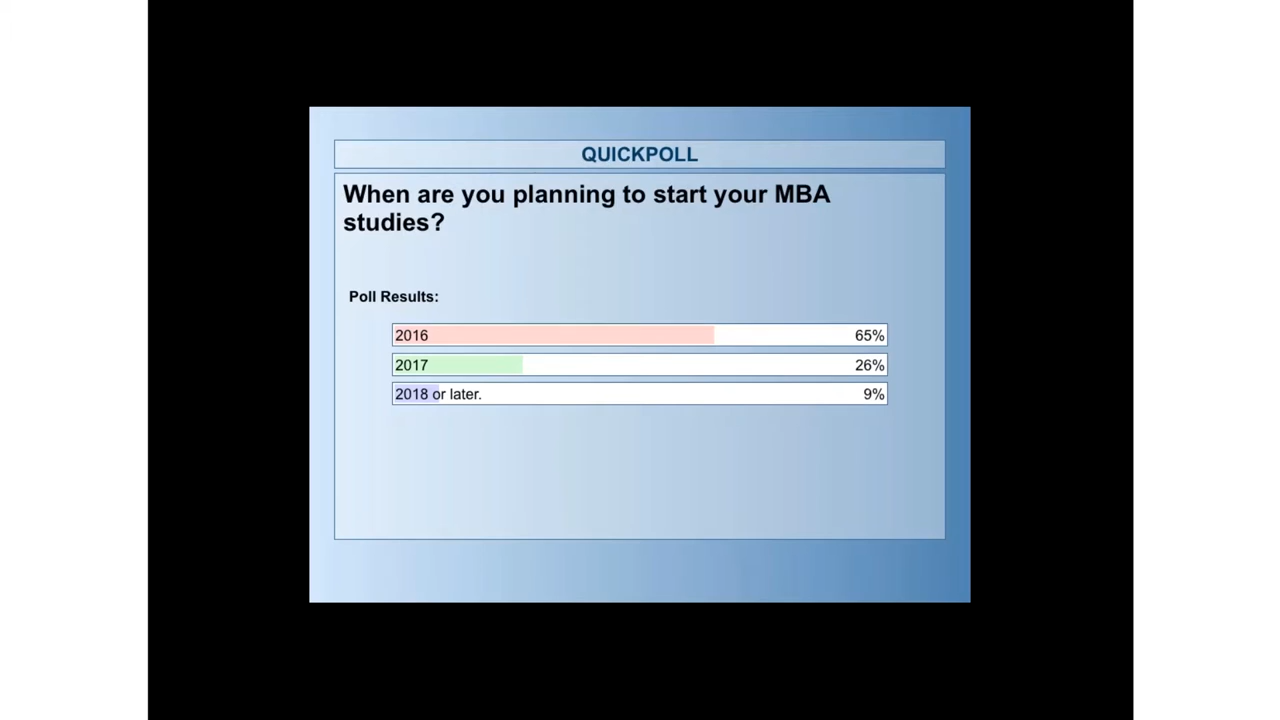 QUICKPOLL
When are you planning to start your MBA
studies?
Poll Results:
2016 65%
2017 26%
2018 or later. 9%